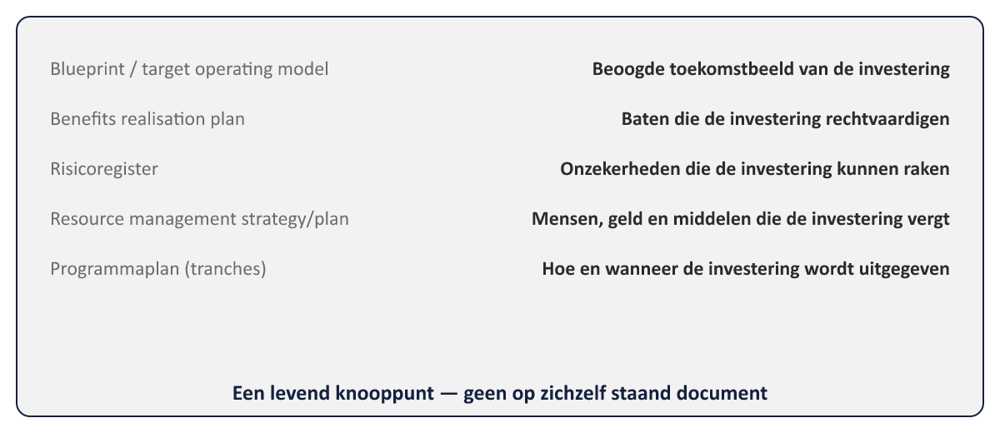 Blueprint / target operating model Beoogde toekomstbeeld van de investering
Benefits realisation plan Baten die de investering rechtvaardigen
Risicoregister Onzekerheden die de investering kunnen raken
Resource management strategy/plan Mensen, geld en middelen die de investering vergt
Programmaplan (tranches) Hoe en wanneer de investering wordt uitgegeven
Een levend knooppunt — geen op zichzelf staand document